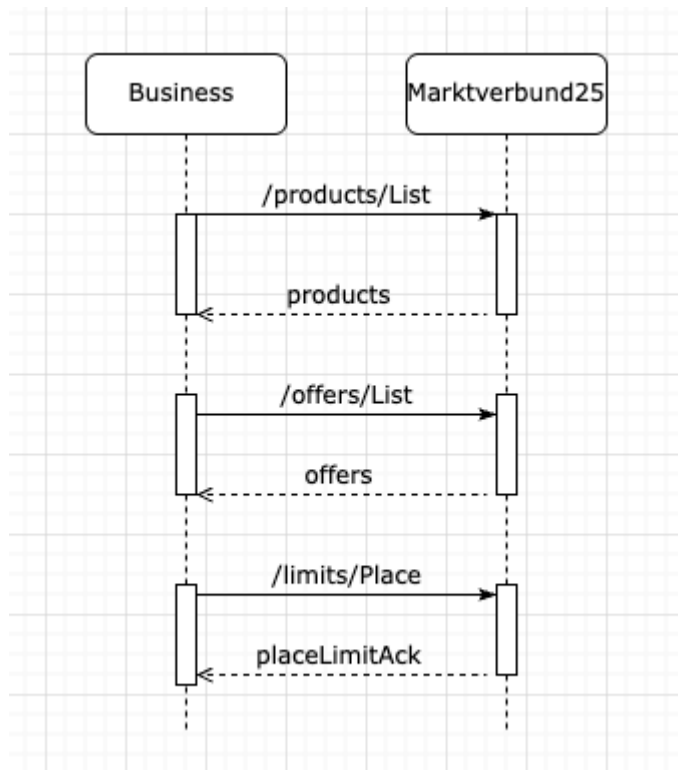 Business
Marktverbund25
/products/List
products
/offers/List
offers
/limits/Place
placeLimitAck